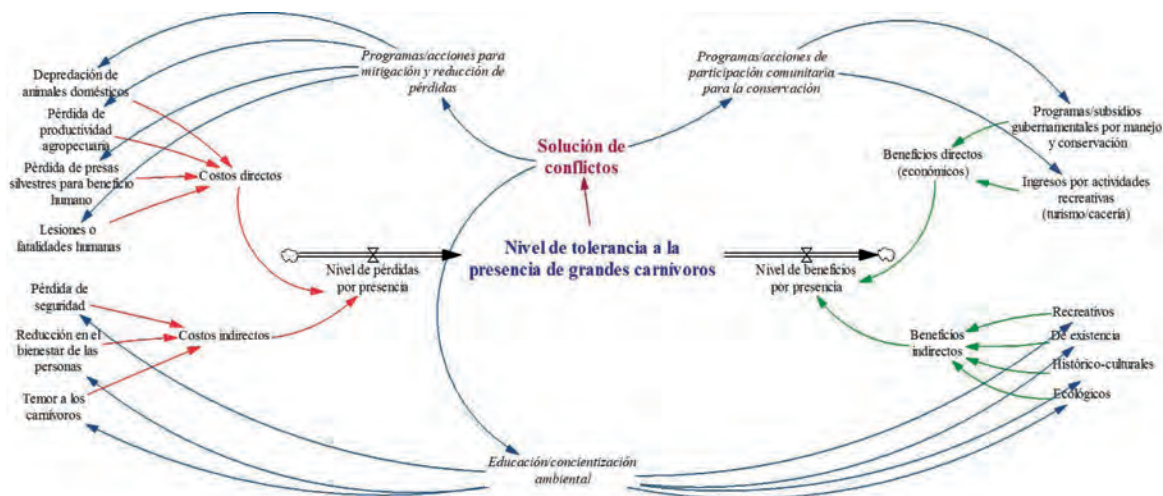 Programas/acciones para
mitigación y reducción de
pérdidas
Programas/acciones de
participación comunitaria
para la conservación
Depredación de
animales domésticos
Pérdida de
productividad
agropecuaria
Pérdida de presas
silvestres para beneficio
humano
Lesiones o
fatalidades humanas
Costos directos
Solución de
conflictos
Beneficios directos
(económicos)
Programas/subsidios
gubernamentales por manejo
y conservación
Ingresos por actividades
recreativas
(turismo/cacería)
Nivel de pérdidas
por presencia
Nivel de tolerancia a la
presencia de grandes carnívoros
Nivel de beneficios
por presencia
Pérdida de
seguridad
Reducción en el
bienestar de las
personas
Temor a los
carnívoros
Costos indirectos
Beneficios
indirectos
Recreativos
De existencia
Histórico-culturales
Ecológicos
Educación/concientización
ambiental